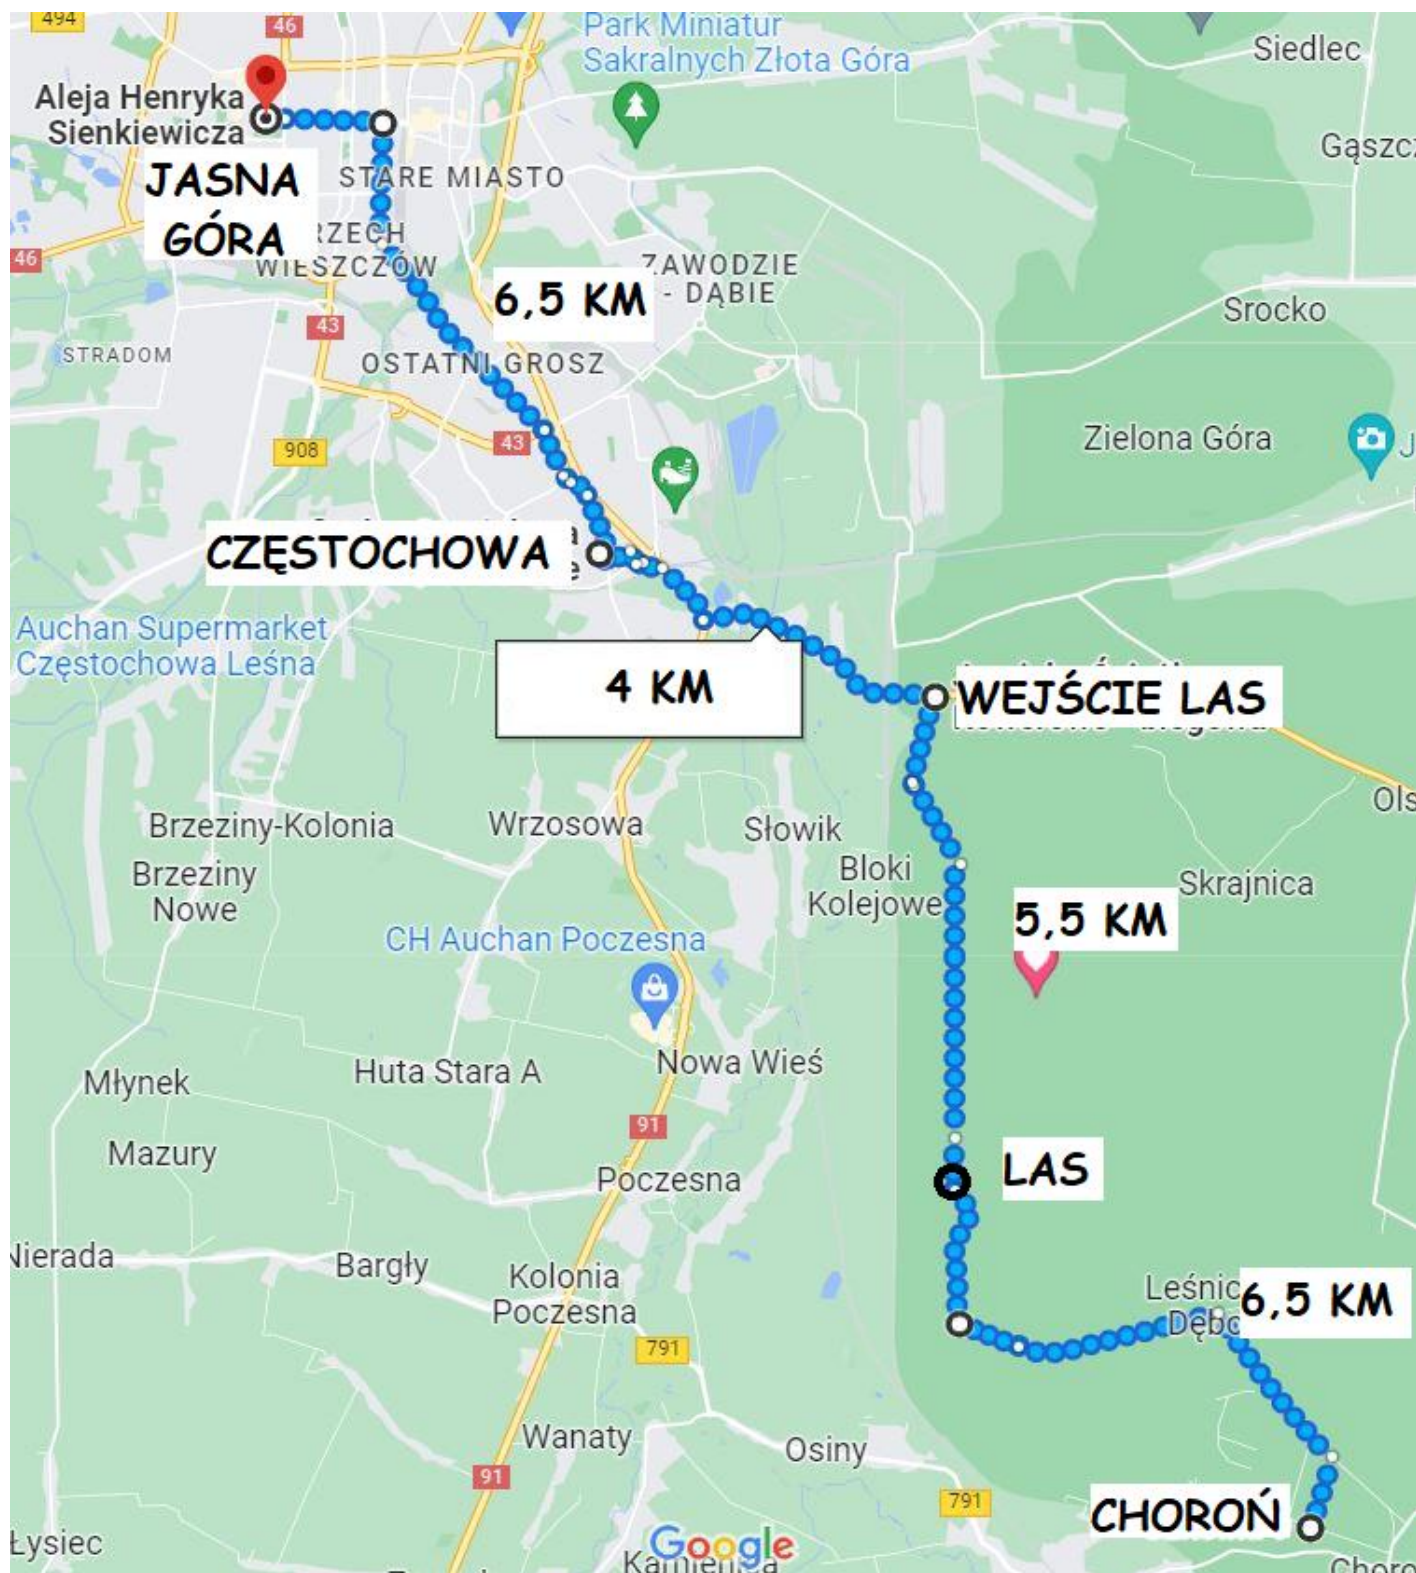 494
46
Park Miniatur
Sakralnych Złota Góra
Siedlec
Aleja Henryka
Sienkiewicza
JASNA
GÓRA
STARE MIASTO
WIESZCZÓW
46
6,5 KM
ZAWODZIE
- DĄBIE
Srocko
43
STRADOM
OSTATNI GROSZ
43
908
Zielona Góra
J
CZĘSTOCHOWA
Auchan Supermarket
Częstochowa Leśna
4 KM
WEJŚCIE LAS
Ols
Brzeziny-Kolonia
Wrzosowa
Słowik
Brzeziny
Nowe
Bloki
Kolejowe
Skrajnica
5,5 KM
CH Auchan Poczesna
Nowa Wieś
Huta Stara A
Młynek
91
Mazury
Poczesna
LAS
Nierada
Bargły
Kolonia
Poczesna
Leśnic
Dębo
6,5 KM
791
Wanaty
Osiny
91
791
CHOROŃ
Łysiec
Google
Choro